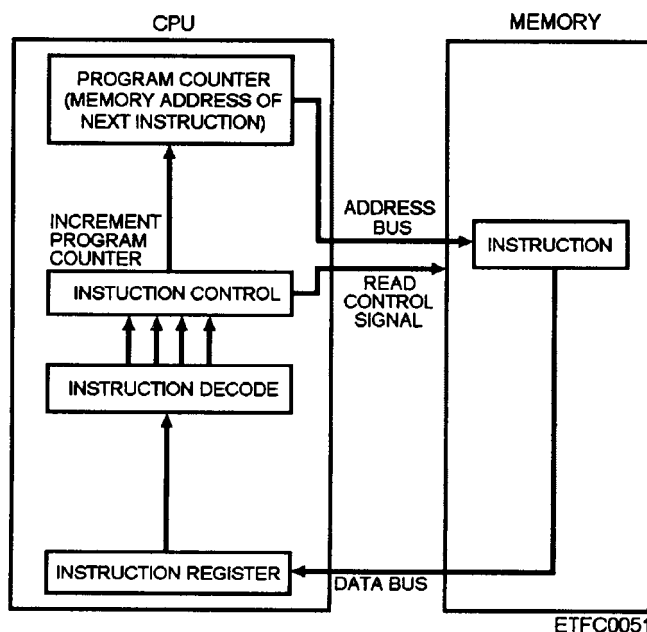 CPU
MEMORY
PROGRAM COUNTER
(MEMORY ADDRESS OF
NEXT INSTRUCTION)
INCREMENT
PROGRAM
COUNTER
ADDRESS
BUS
INSTRUCTION
INSTUCTION CONTROL
READ
CONTROL
SIGNAL
INSTRUCTION DECODE
INSTRUCTION REGISTER
DATA BUS
ETFC0051